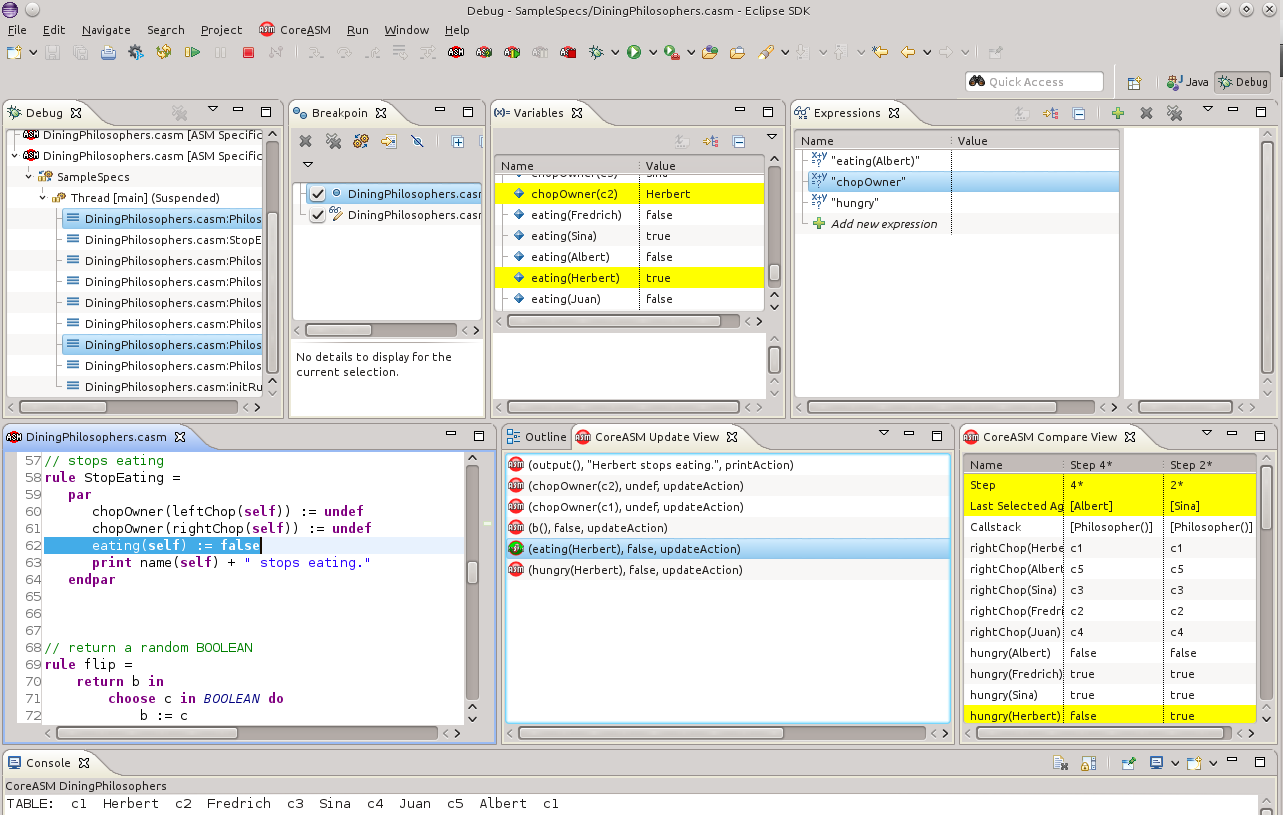 Debug - SampleSpecs/DiningPhilosophers.casm - Eclipse SDK
File Edit Navigate Search Project CoreASM Run Window Help
Quick Access
Java Debug
Debug
DiningPhilosophers.casm [ASM Specific
DiningPhilosophers.casm [ASM Specific
SampleSpecs
Thread [main] (Suspended)
DiningPhilosophers.casm:Philos
DiningPhilosophers.casm:StopE
DiningPhilosophers.casm:Philos
DiningPhilosophers.casm:Philos
DiningPhilosophers.casm:Philos
DiningPhilosophers.casm:Philos
DiningPhilosophers.casm:Philos
DiningPhilosophers.casm:Philos
DiningPhilosophers.casm:initRu
Breakpoin
DiningPhilosophers.casm
DiningPhilosophers.casm
No details to display for the
current selection.
(x)= Variables
Name Value
chopOwner(c2) Herbert
eating(Fredrich) false
eating(Sina) true
eating(Albert) false
eating(Herbert) true
eating(Juan) false
Expressions
Name Value
"eating(Albert)"
"chopOwner"
"hungry"
Add new expression
DiningPhilosophers.casm
57 // stops eating
58 rule StopEating =
59 par
60 chopOwner(leftChop(self)) := undef
61 chopOwner(rightChop(self)) := undef
62 eating(self) := false
63 print name(self) + " stops eating."
64 endpar
65
66
67
68 // return a random BOOLEAN
69 rule flip =
70 return b in
71 choose c in BOOLEAN do
72 b := c
Outline CoreASM Update View
(output(), "Herbert stops eating.", printAction)
(chopOwner(c2), undef, updateAction)
(chopOwner(c1), undef, updateAction)
(b(), false, updateAction)
(eating(Herbert), false, updateAction)
(hungry(Herbert), false, updateAction)
CoreASM Compare View
Name Step 4* Step 2*
Step 4* 2*
Last Selected Ag [Albert] [Sina]
Callstack [Philosopher()] [Philosopher()]
rightChop(Herbe c1 c1
rightChop(Albert c5 c5
rightChop(Sina) c3 c3
rightChop(Fredri c2 c2
rightChop(Juan) c4 c4
hungry(Albert) false false
hungry(Fredrich) true true
hungry(Sina) true true
hungry(Herbert) false true
Console
CoreASM DiningPhilosophers
TABLE: c1 Herbert c2 Fredrich c3 Sina c4 Juan c5 Albert c1